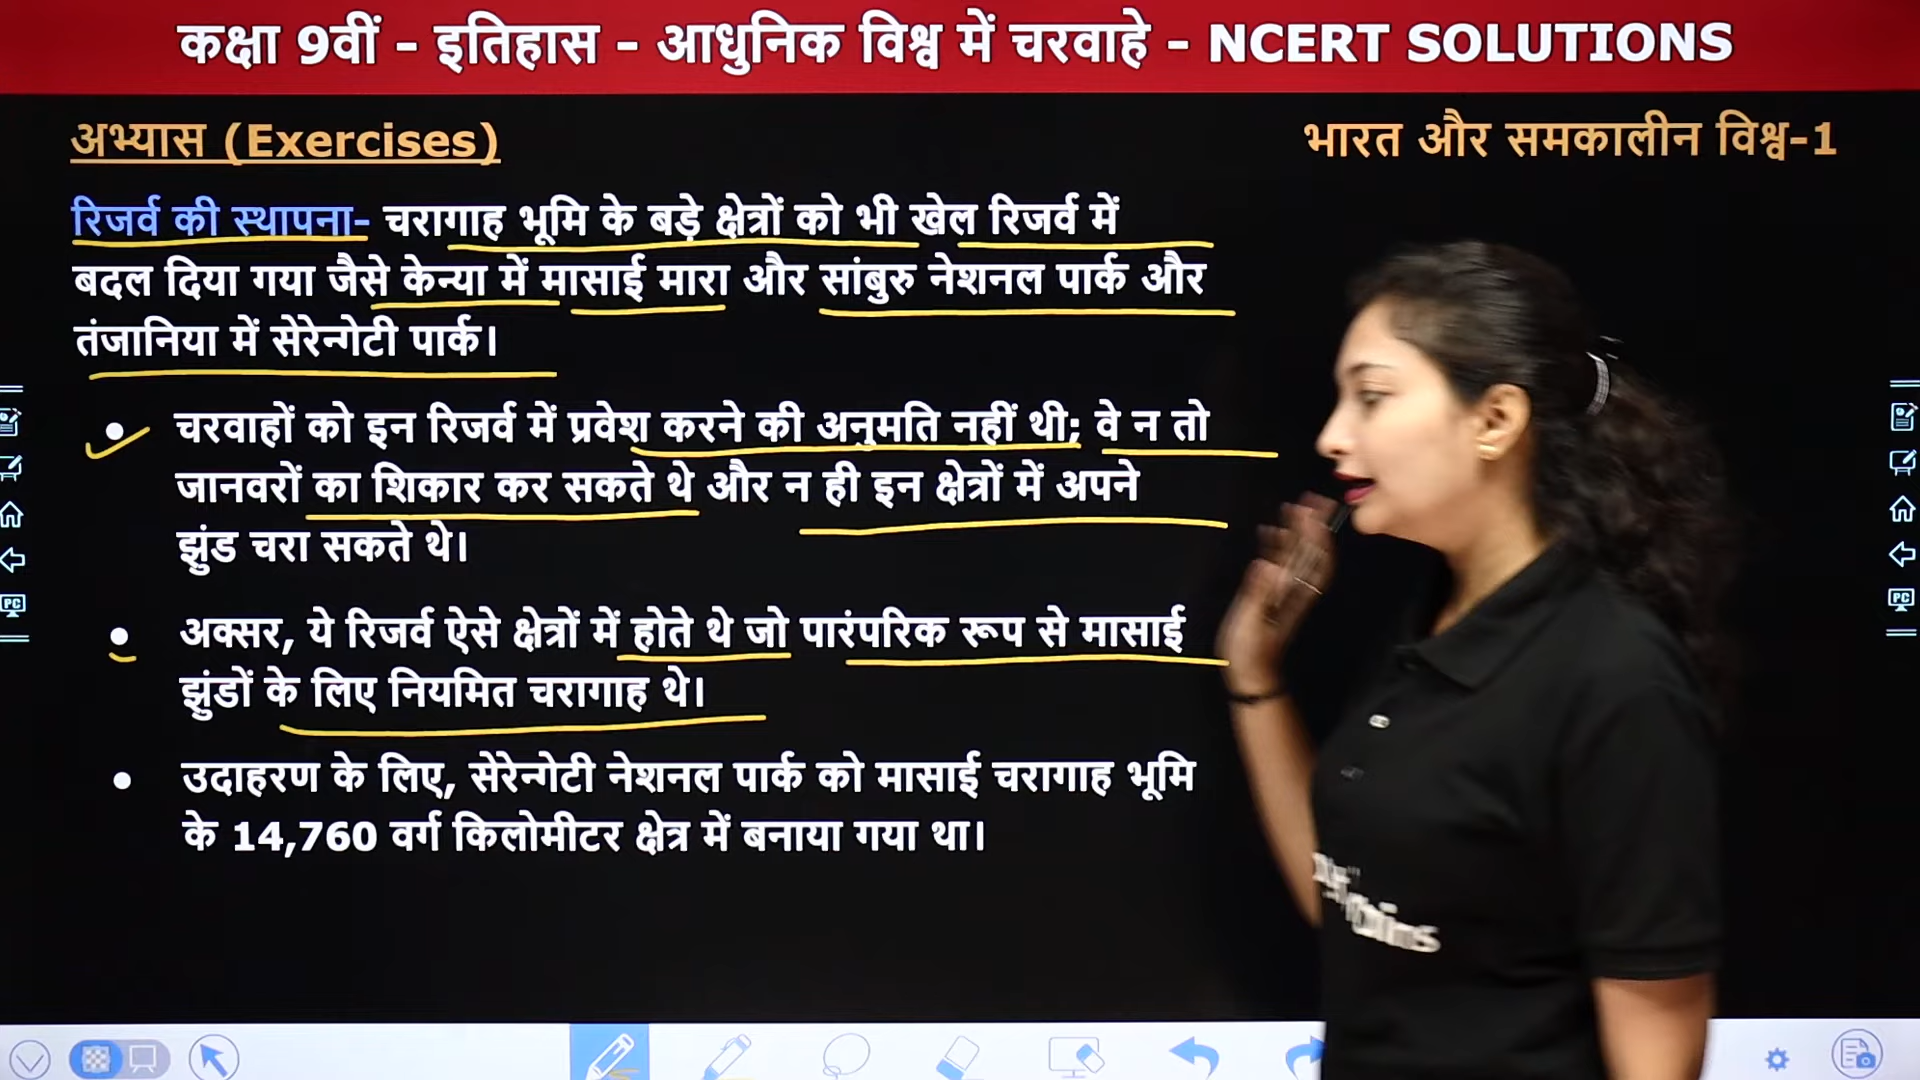 कक्षा 9वीं - इतिहास - आधुनिक विश्व में चरवाहे - NCERT SOLUTIONS
अभ्यास (Exercises)
भारत और समकालीन विश्व-1
रिजर्व की स्थापना- चरागाह भूमि के बड़े क्षेत्रों को भी खेल रिजर्व में
बदल दिया गया जैसे केन्या में मासाई मारा और सांबुरु नेशनल पार्क और
तंजानिया में सेरेन्गेटी पार्क।
• चरवाहों को इन रिजर्व में प्रवेश करने की अनुमति नहीं थी; वे न तो
जानवरों का शिकार कर सकते थे और न ही इन क्षेत्रों में अपने
झुंड चरा सकते थे।
• अक्सर, ये रिजर्व ऐसे क्षेत्रों में होते थे जो पारंपरिक रूप से मासाई
झुंडों के लिए नियमित चरागाह थे।
• उदाहरण के लिए, सेरेन्गेटी नेशनल पार्क को मासाई चरागाह भूमि
के 14,760 वर्ग किलोमीटर क्षेत्र में बनाया गया था।
PC
PC